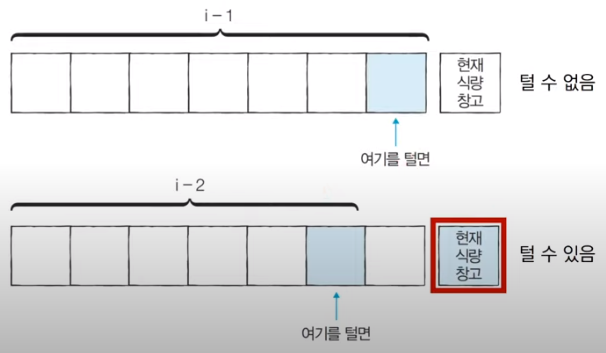 i – 1
현재
식량
창고
털 수 없음
여기를 털면
i – 2
현재
식량
창고
털 수 있음
여기를 털면